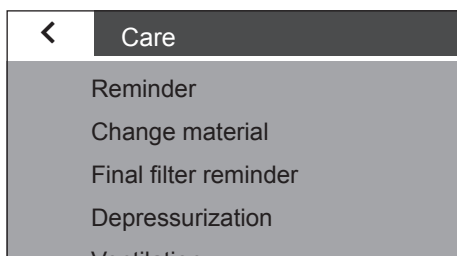 Care
Reminder
Change material
Final filter reminder
Depressurization